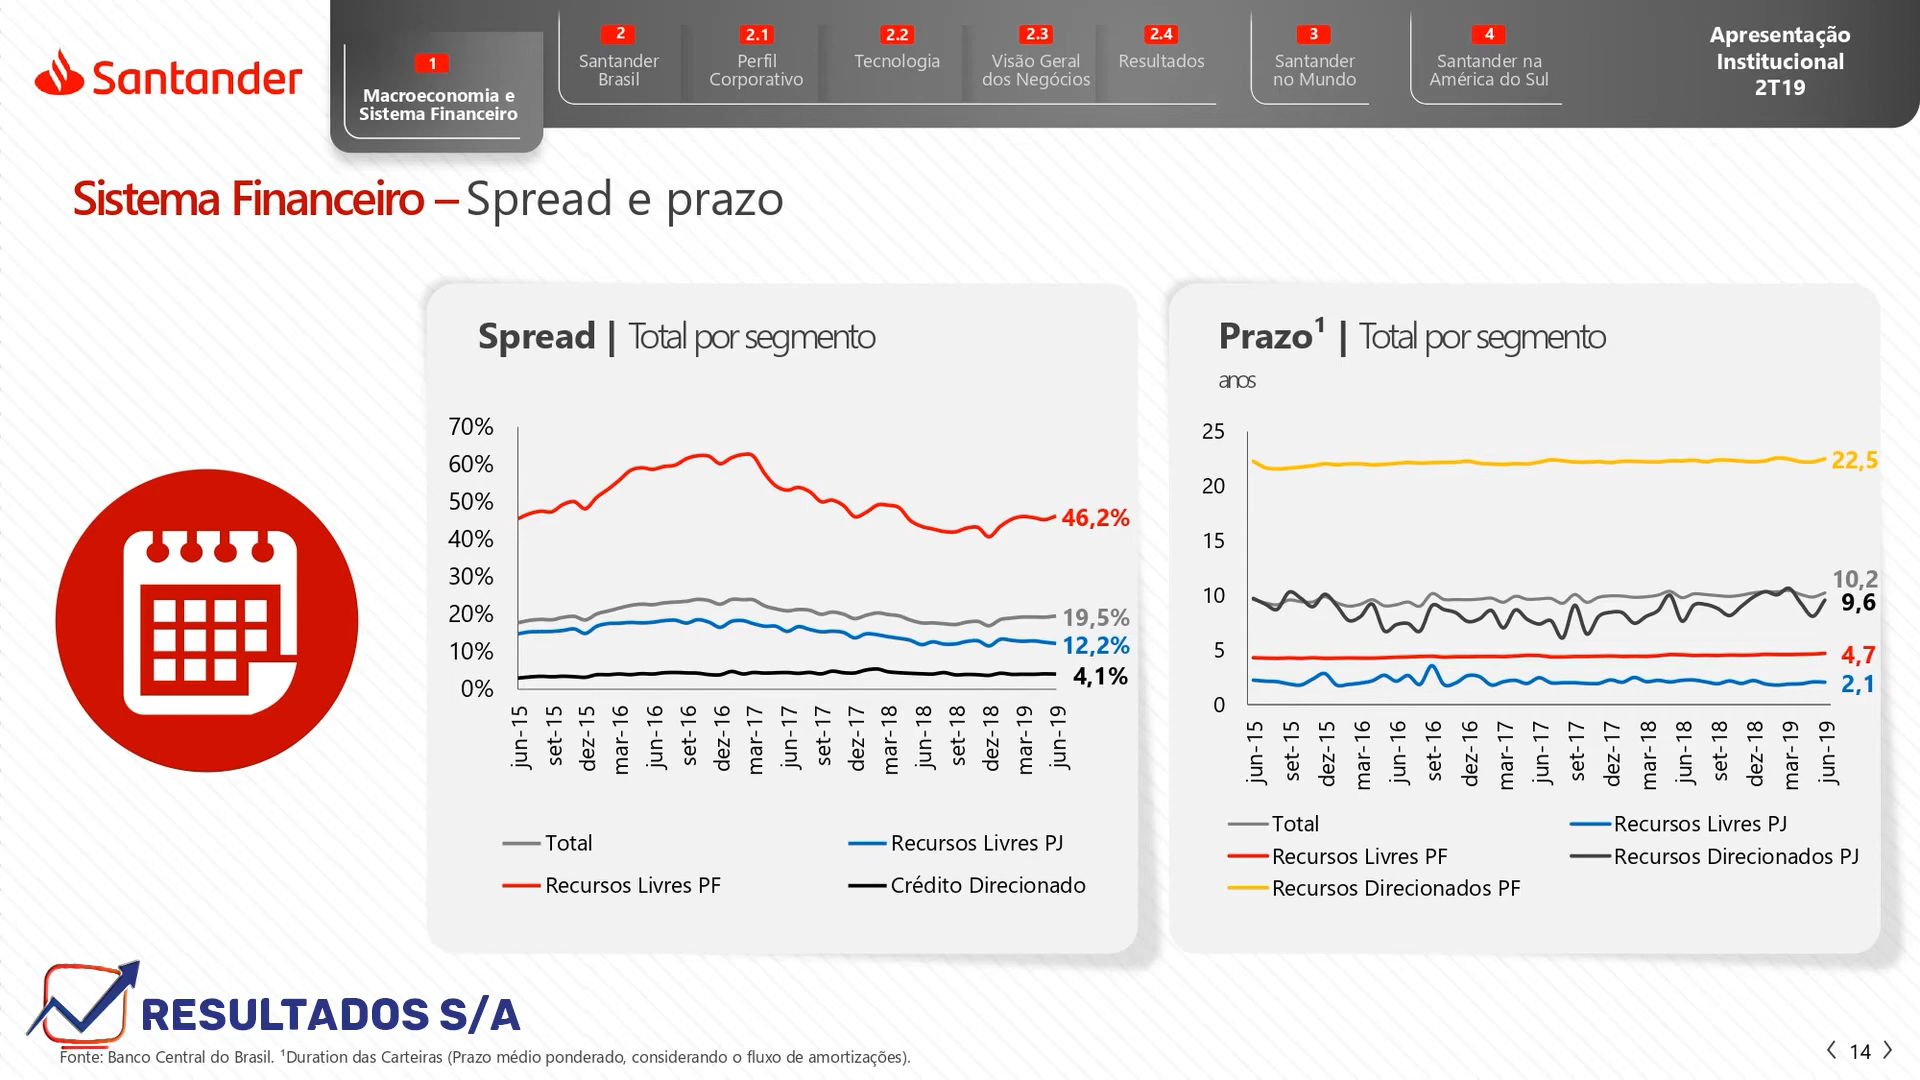 Santander
1
Macroeconomia e
Sistema Financeiro
2
Santander
Brasil
2.1
Perfil
Corporativo
2.2
Tecnologia
2.3
Visão Geral
dos Negócios
2.4
Resultados
3
Santander
no Mundo
4
Santander na
América do Sul
Apresentação
Institucional
2T19
Sistema Financeiro – Spread e prazo
Spread | Total por segmento
70%
60%
50%
40%
30%
20%
10%
0%
46,2%
19,5%
12,2%
4,1%
jun-15
set-15
dez-15
mar-16
jun-16
set-16
dez-16
mar-17
jun-17
set-17
dez-17
mar-18
jun-18
set-18
dez-18
mar-19
jun-19
Total
Recursos Livres PJ
Recursos Livres PF
Crédito Direcionado
Prazo¹ | Total por segmento
anos
25
20
15
10
5
0
22,5
10,2
9,6
4,7
2,1
jun-15
set-15
dez-15
mar-16
jun-16
set-16
dez-16
mar-17
jun-17
set-17
dez-17
mar-18
jun-18
set-18
dez-18
mar-19
jun-19
Total
Recursos Livres PJ
Recursos Livres PF
Recursos Direcionados PJ
Recursos Direcionados PF
RESULTADOS S/A
Fonte: Banco Central do Brasil. ¹Duration das Carteiras (Prazo médio ponderado, considerando o fluxo de amortizações).
14